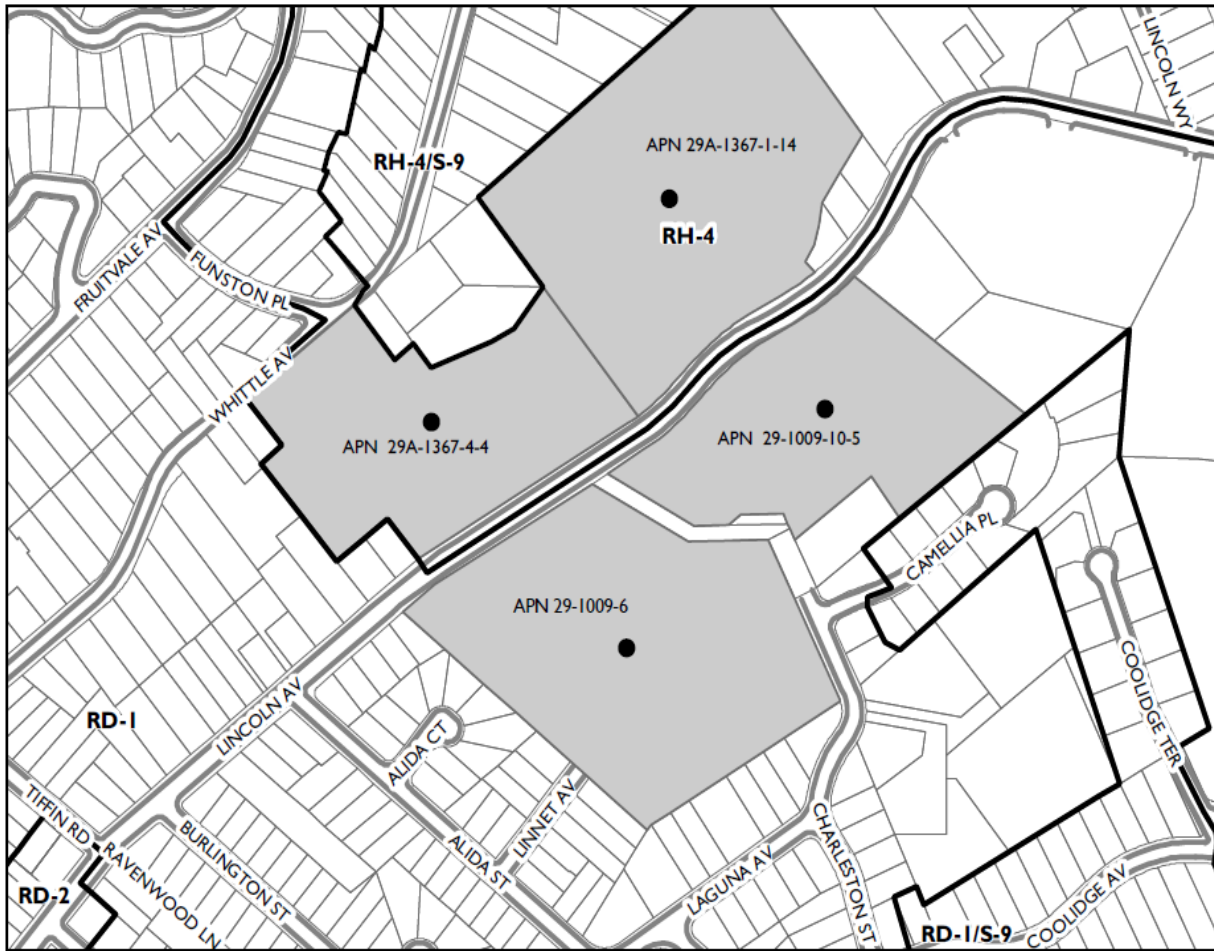 LINCOLN WY
APN 29A-1367-1-14
RH-4/S-9
RH-4
FRUITVALE AV
FUNSTON PL
WHITTLE AV
APN 29A-1367-4-4
APN 29-1009-10-5
CAMELLIA PL
APN 29-1009-6
COOLIDGE TER
RD-1
LINCOLN AV
ALIDA CT
LINNET AV
TIFFIN RD
BURLINGTON ST
ALIDA ST
CHARLESTON ST
RAVENWOOD LN
LAGUNA AV
RD-2
RD-1/S-9
COOLIDGE AV